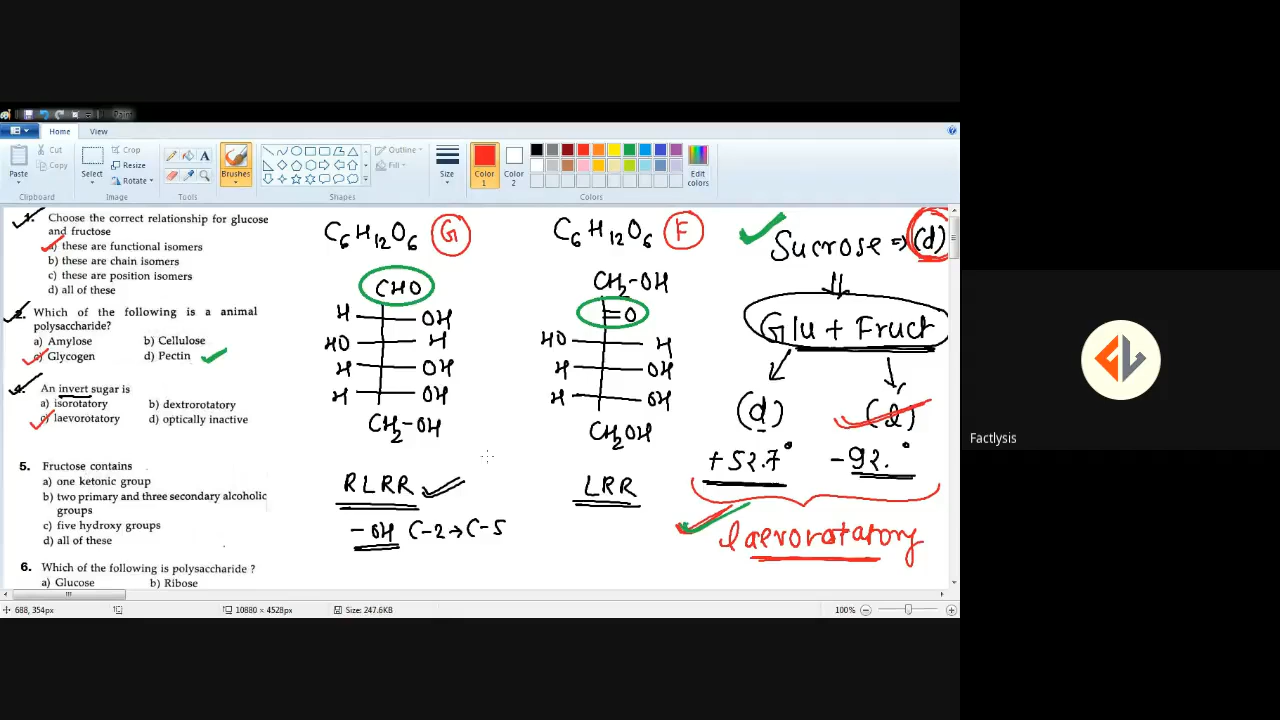 Paint
Home
View
Cut
Copy
Paste
Clipboard
Crop
Resize
Rotate
Select
Image
Tools
Brushes
Outline
Fill
Shapes
Size
Color 1
Color 2
Edit colors
Colors
1. Choose the correct relationship for glucose
and fructose
a) these are functional isomers
b) these are chain isomers
c) these are position isomers
d) all of these
2. Which of the following is a animal
polysaccharide?
a) Amylose b) Cellulose
c) Glycogen d) Pectin
4. An invert sugar is
a) isorotatory b) dextrorotatory
c) laevorotatory d) optically inactive
5. Fructose contains
a) one ketonic group
b) two primary and three secondary alcoholic
groups
c) five hydroxy groups
d) all of these
6. Which of the following is polysaccharide ?
a) Glucose b) Ribose
C6H12O6 G
CHO
H OH
HO H
H OH
H OH
CH2-OH
RLRR
-OH C-2→C-5
C6H12O6 F
CH2-OH
=O
HO H
H OH
H OH
CH2OH
LRR
Sucrose ⇒ (d)
Glu + Fruct
(d) (l)
+52.7° -92.°
laevorotatory
688, 354px
10880 × 4528px
Size: 247.6KB
100%
Factlysis